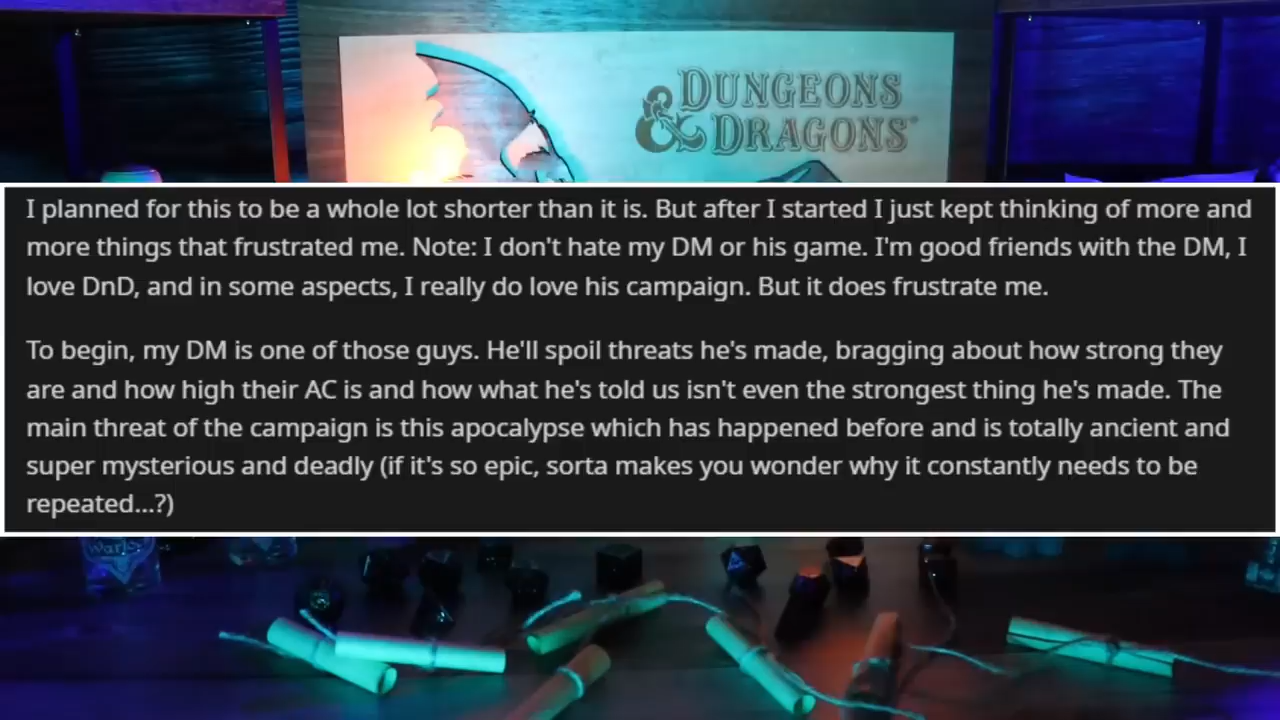 DUNGEONS
& DRAGONS
I planned for this to be a whole lot shorter than it is. But after I started I just kept thinking of more and
more things that frustrated me. Note: I don't hate my DM or his game. I'm good friends with the DM, I
love DnD, and in some aspects, I really do love his campaign. But it does frustrate me.
To begin, my DM is one of those guys. He'll spoil threats he's made, bragging about how strong they
are and how high their AC is and how what he's told us isn't even the strongest thing he's made. The
main threat of the campaign is this apocalypse which has happened before and is totally ancient and
super mysterious and deadly (if it's so epic, sorta makes you wonder why it constantly needs to be
repeated...?)